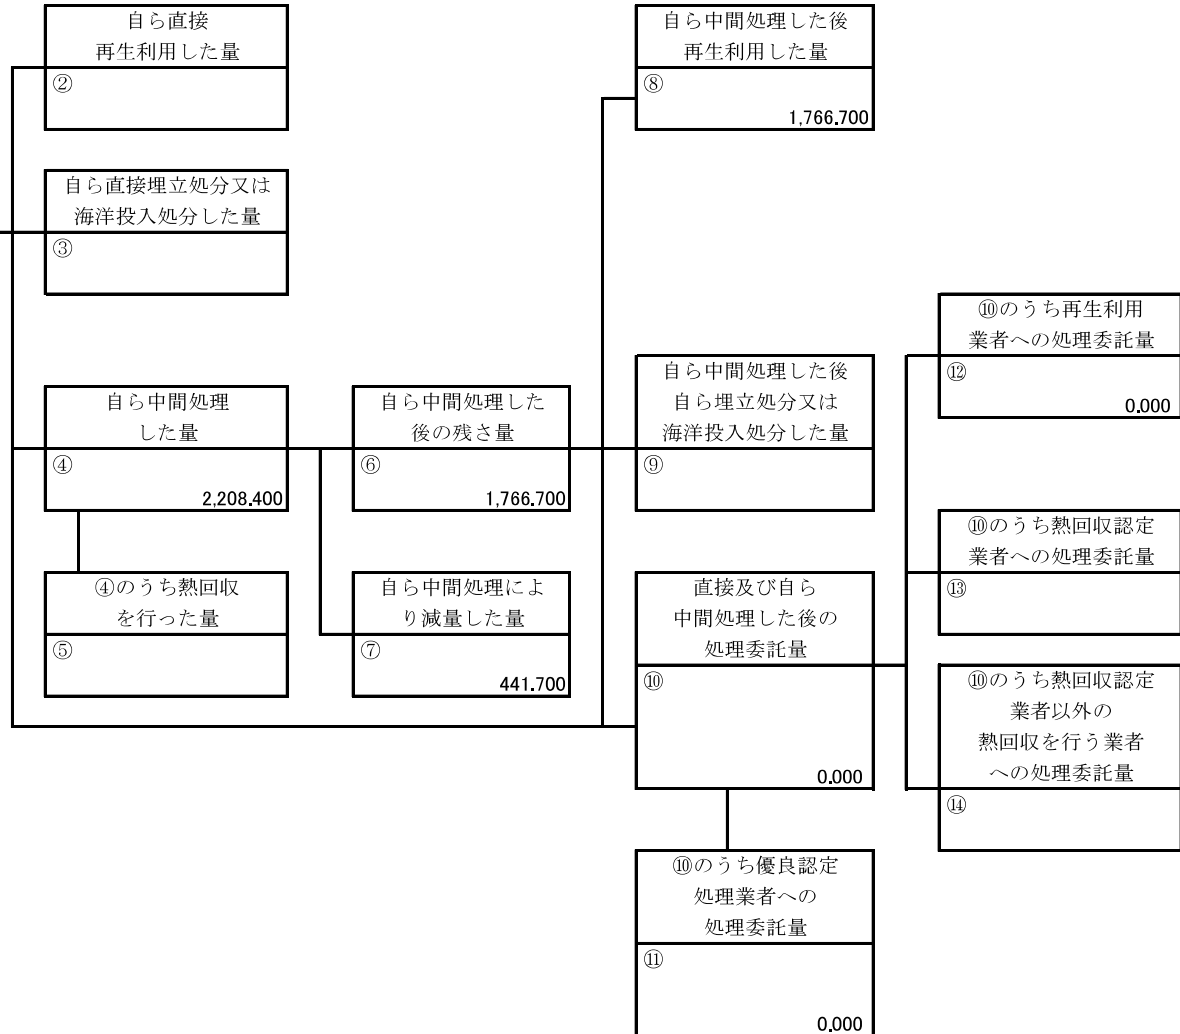 自ら直接
再生利用した量
②
自ら直接埋立処分又は
海洋投入処分した量
③
自ら中間処理
した量
④
2,208.400
④のうち熱回収
を行った量
⑤
自ら中間処理した
後の残さ量
⑥
1,766.700
自ら中間処理によ
り減量した量
⑦
441.700
自ら中間処理した後
再生利用した量
⑧
1,766.700
自ら中間処理した後
自ら埋立処分又は
海洋投入処分した量
⑨
直接及び自ら
中間処理した後の
処理委託量
⑩
0.000
⑩のうち優良認定
処理業者への
処理委託量
⑪
0.000
⑩のうち再生利用
業者への処理委託量
⑫
0.000
⑩のうち熱回収認定
業者への処理委託量
⑬
⑩のうち熱回収認定
業者以外の
熱回収を行う業者
への処理委託量
⑭